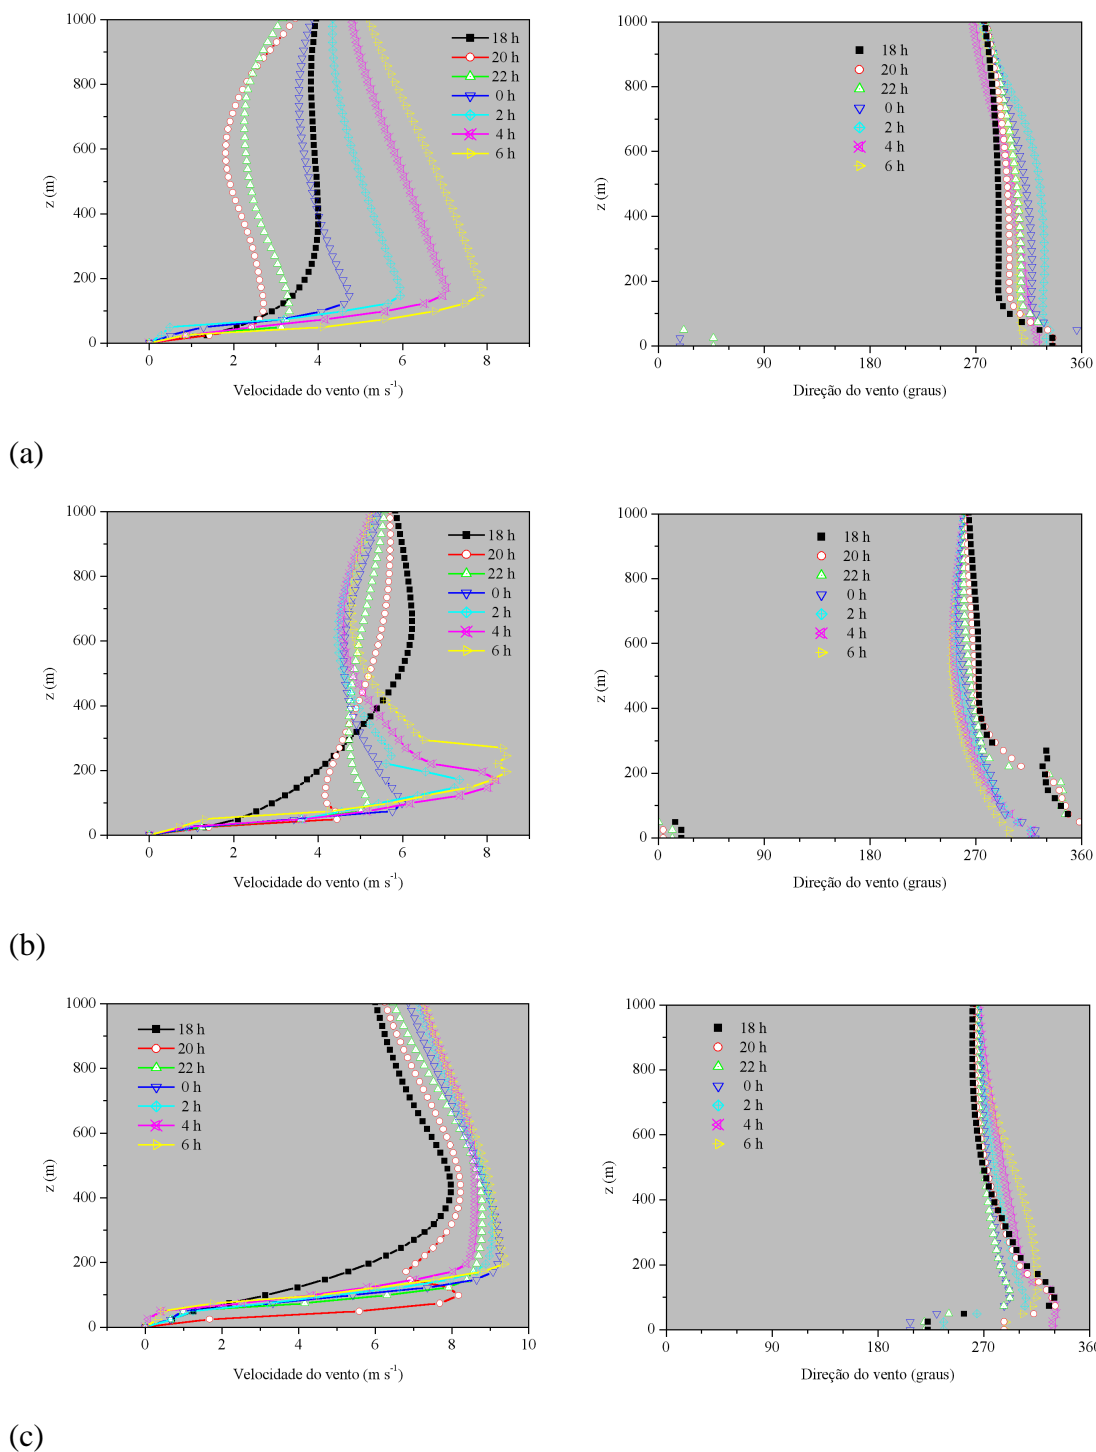 1000
800
600
400
200
0
z (m)
0
2
4
6
8
Velocidade do vento (m s-1)
18 h
20 h
22 h
0 h
2 h
4 h
6 h
1000
800
600
400
200
0
z (m)
0
90
180
270
360
Direção do vento (graus)
18 h
20 h
22 h
0 h
2 h
4 h
6 h
(a)
1000
800
600
400
200
0
z (m)
0
2
4
6
8
Velocidade do vento (m s-1)
18 h
20 h
22 h
0 h
2 h
4 h
6 h
1000
800
600
400
200
0
z (m)
0
90
180
270
360
Direção do vento (graus)
18 h
20 h
22 h
0 h
2 h
4 h
6 h
(b)
1000
800
600
400
200
0
z (m)
0
2
4
6
8
10
Velocidade do vento (m s-1)
18 h
20 h
22 h
0 h
2 h
4 h
6 h
1000
800
600
400
200
0
z (m)
0
90
180
270
360
Direção do vento (graus)
18 h
20 h
22 h
0 h
2 h
4 h
6 h
(c)